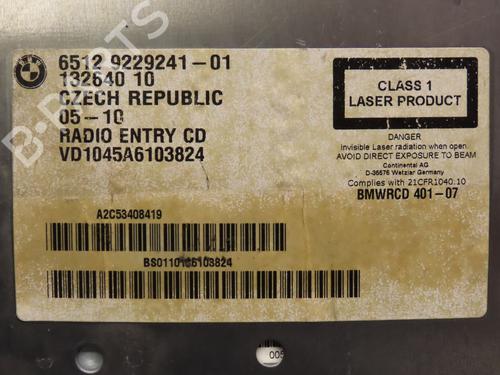 BMW
6512 9229241-01
132640 10
CZECH REPUBLIC
05-10
RADIO ENTRY CD
VD1045A6103824
CLASS 1
LASER PRODUCT
DANGER
Invisible Laser radiation when open.
AVOID DIRECT EXPOSURE TO BEAM
Continental AG
D-35576 Wetzlar Germany
Complies with 21CFR1040.10
BMWRCD 401-07
A2C53408419
005